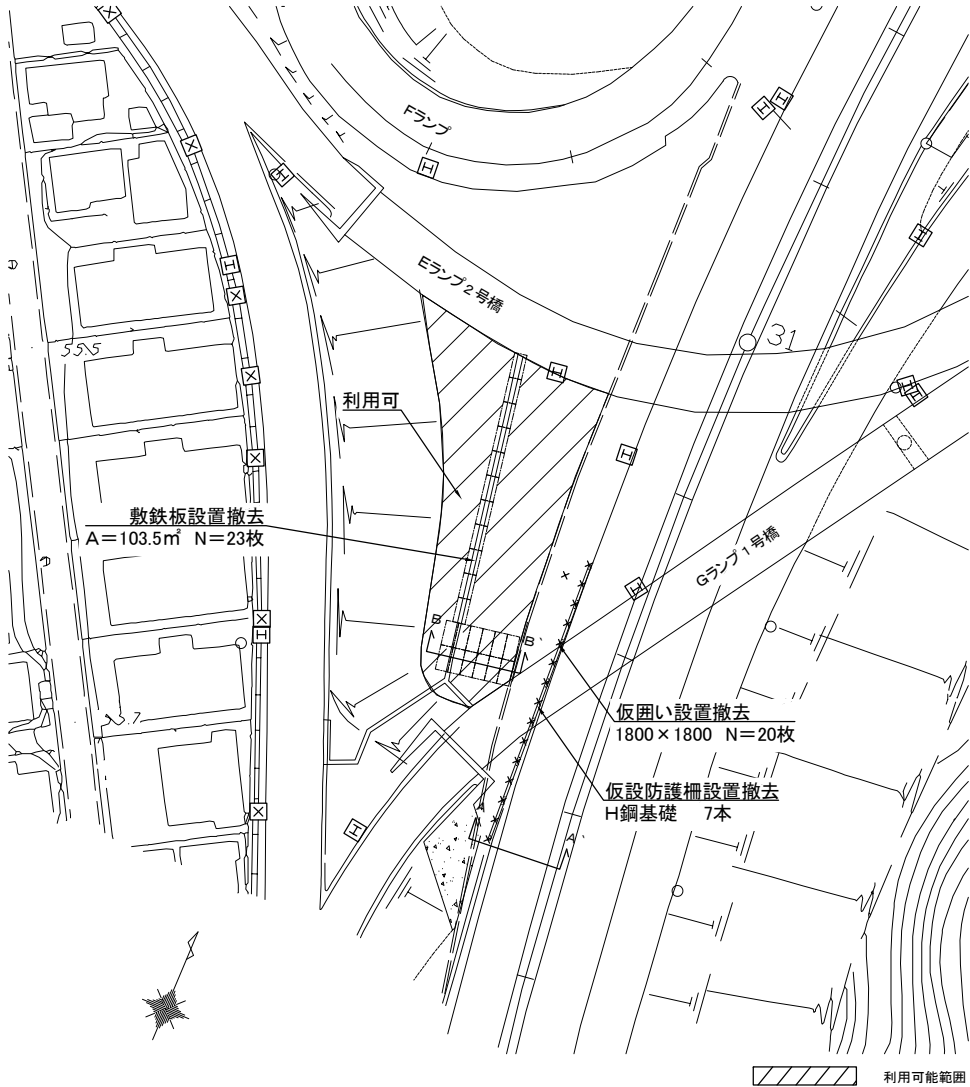 Fランプ
Eランプ2号橋
31
55.5
利用可
敷鉄板設置撤去
A＝103.5㎡ N＝23枚
Gランプ1号橋
B
B'
仮囲い設置撤去
1800×1800 N＝20枚
仮設防護柵設置撤去
H鋼基礎 7本
A
A'
利用可能範囲